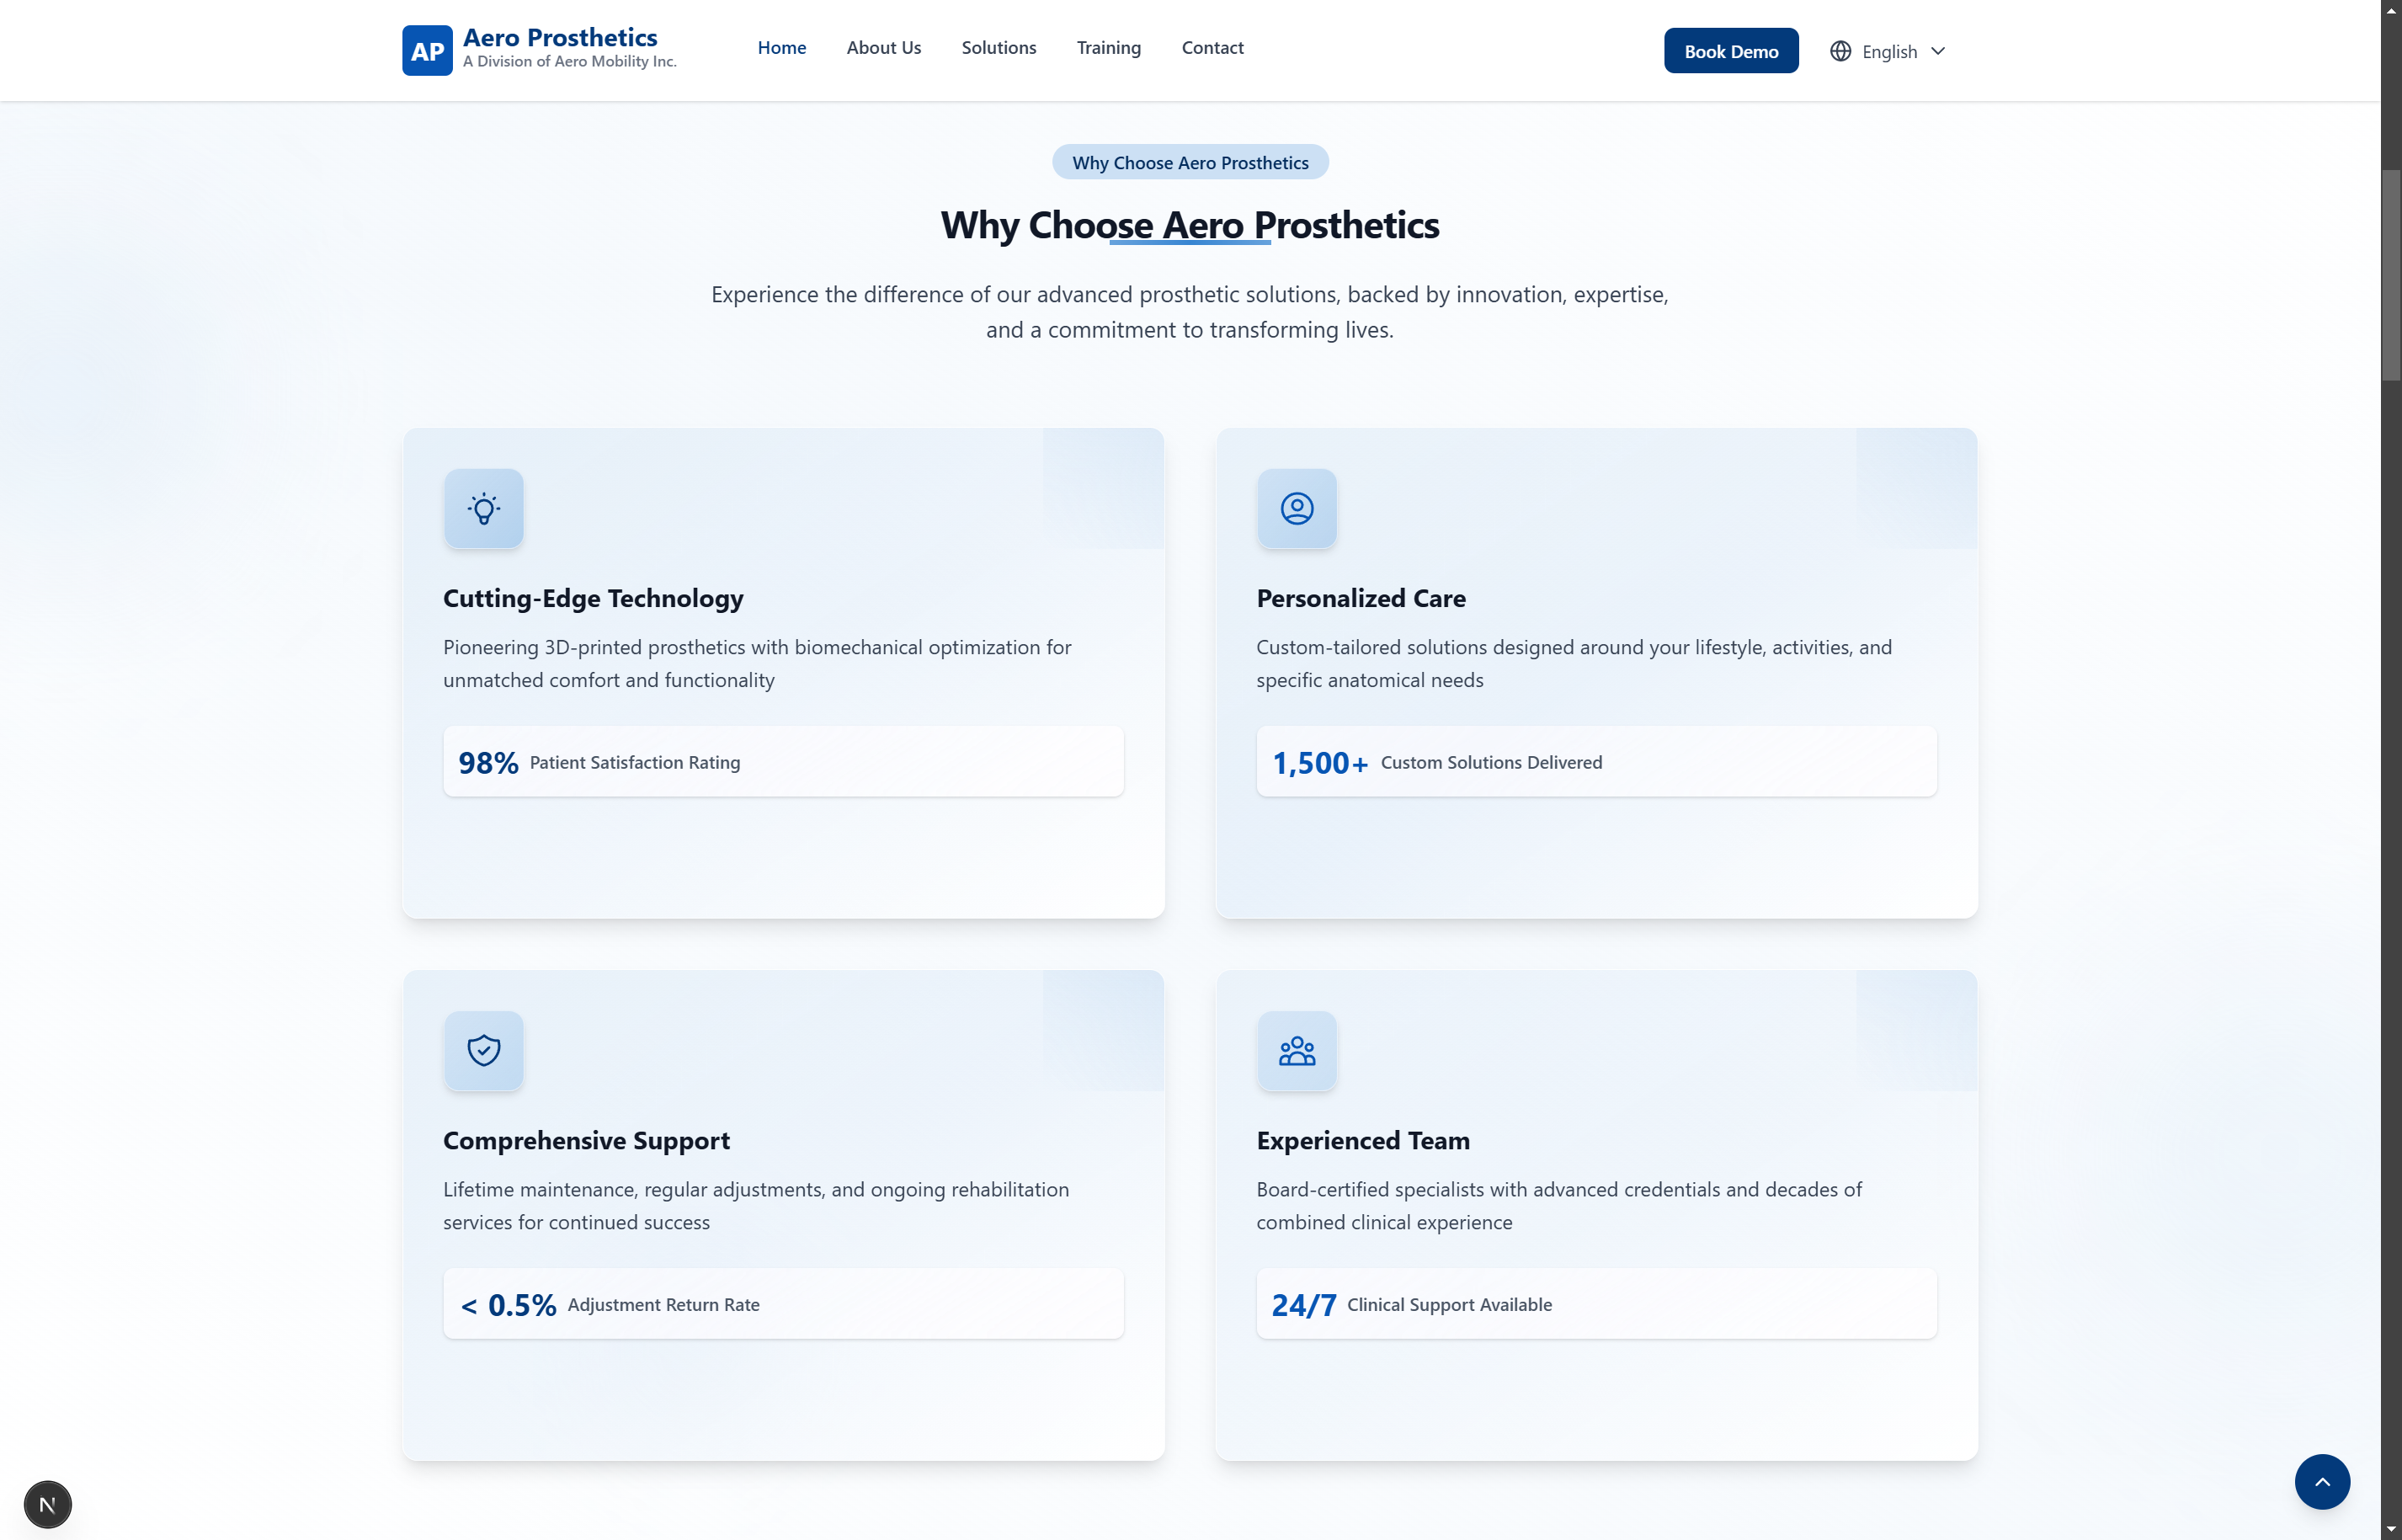 AP
Aero Prosthetics
A Division of Aero Mobility Inc.
Home
About Us
Solutions
Training
Contact
Book Demo
English
Why Choose Aero Prosthetics
Why Choose Aero Prosthetics
Experience the difference of our advanced prosthetic solutions, backed by innovation, expertise,
and a commitment to transforming lives.
Cutting-Edge Technology
Pioneering 3D-printed prosthetics with biomechanical optimization for
unmatched comfort and functionality
98% Patient Satisfaction Rating
Personalized Care
Custom-tailored solutions designed around your lifestyle, activities, and
specific anatomical needs
1,500+ Custom Solutions Delivered
Comprehensive Support
Lifetime maintenance, regular adjustments, and ongoing rehabilitation
services for continued success
< 0.5% Adjustment Return Rate
Experienced Team
Board-certified specialists with advanced credentials and decades of
combined clinical experience
24/7 Clinical Support Available
N